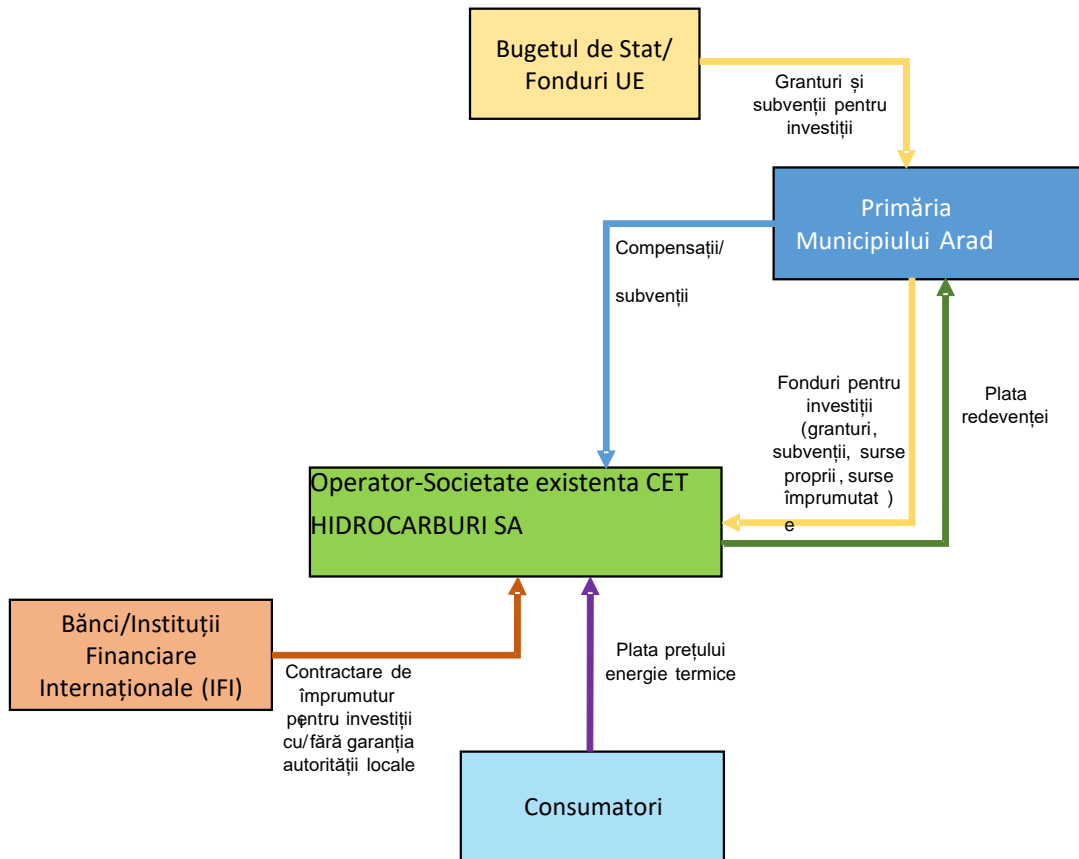 Bugetul de Stat/
Fonduri UE
Granturi și
subvenții pentru
investiții
Primăria
Municipiului Arad
Compensații/
subvenții
Fonduri pentru
investiții
(granturi,
subvenții, surse
proprii, surse
împrumutat )
e
Plata
redevenței
Operator-Societate existenta CET
HIDROCARBURI SA
Bănci/Instituții
Financiare
Internaționale (IFI)
Contractare de
împrumutur
pentru investiții
cu/fără garanția
autorității locale
Plata prețului
energie termice
Consumatori